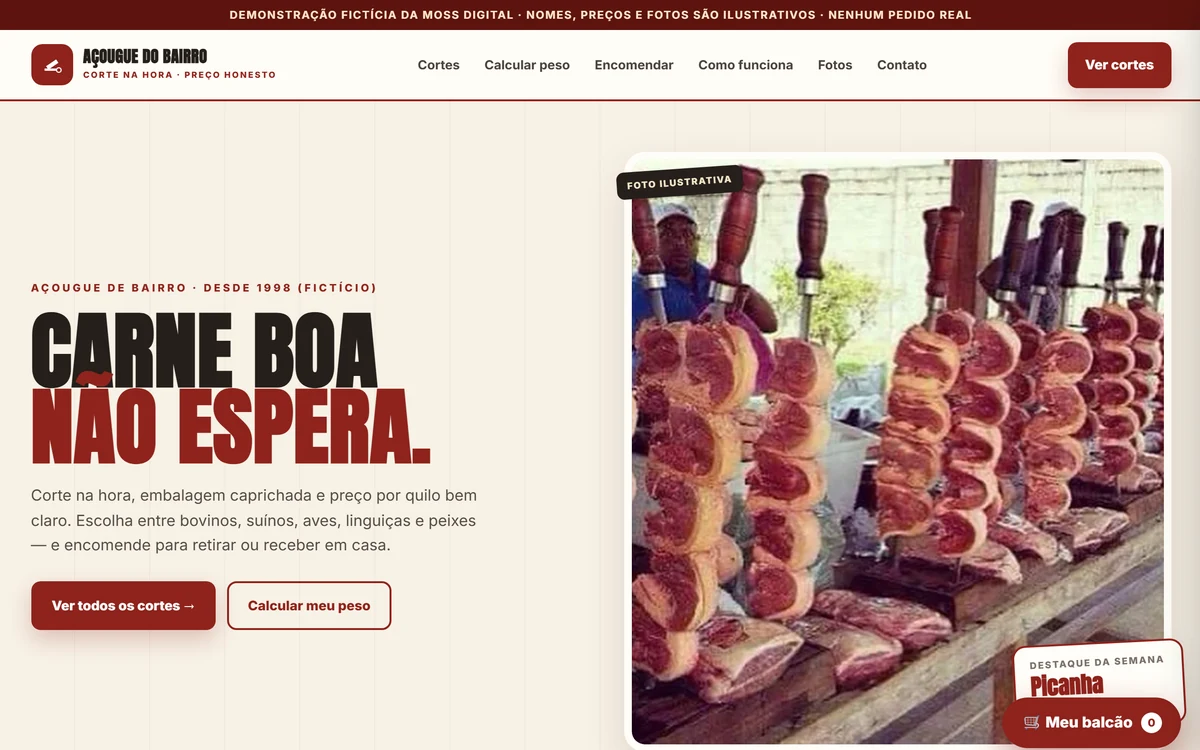 DEMONSTRAÇÃO FICTÍCIA DA MOSS DIGITAL · NOMES, PREÇOS E FOTOS SÃO ILUSTRATIVOS · NENHUM PEDIDO REAL
AÇOUGUE DO BAIRRO
CORTE NA HORA · PREÇO HONESTO
Cortes
Calcular peso
Encomendar
Como funciona
Fotos
Contato
Ver cortes
AÇOUGUE DE BAIRRO · DESDE 1998 (FICTÍCIO)
CARNE BOA
NÃO ESPERA.
Corte na hora, embalagem caprichada e preço por quilo bem
claro. Escolha entre bovinos, suínos, aves, linguiças e peixes
— e encomende para retirar ou receber em casa.
Ver todos os cortes →
Calcular meu peso
FOTO ILUSTRATIVA
DESTAQUE DA SEMANA
Picanha
Meu balcão 0